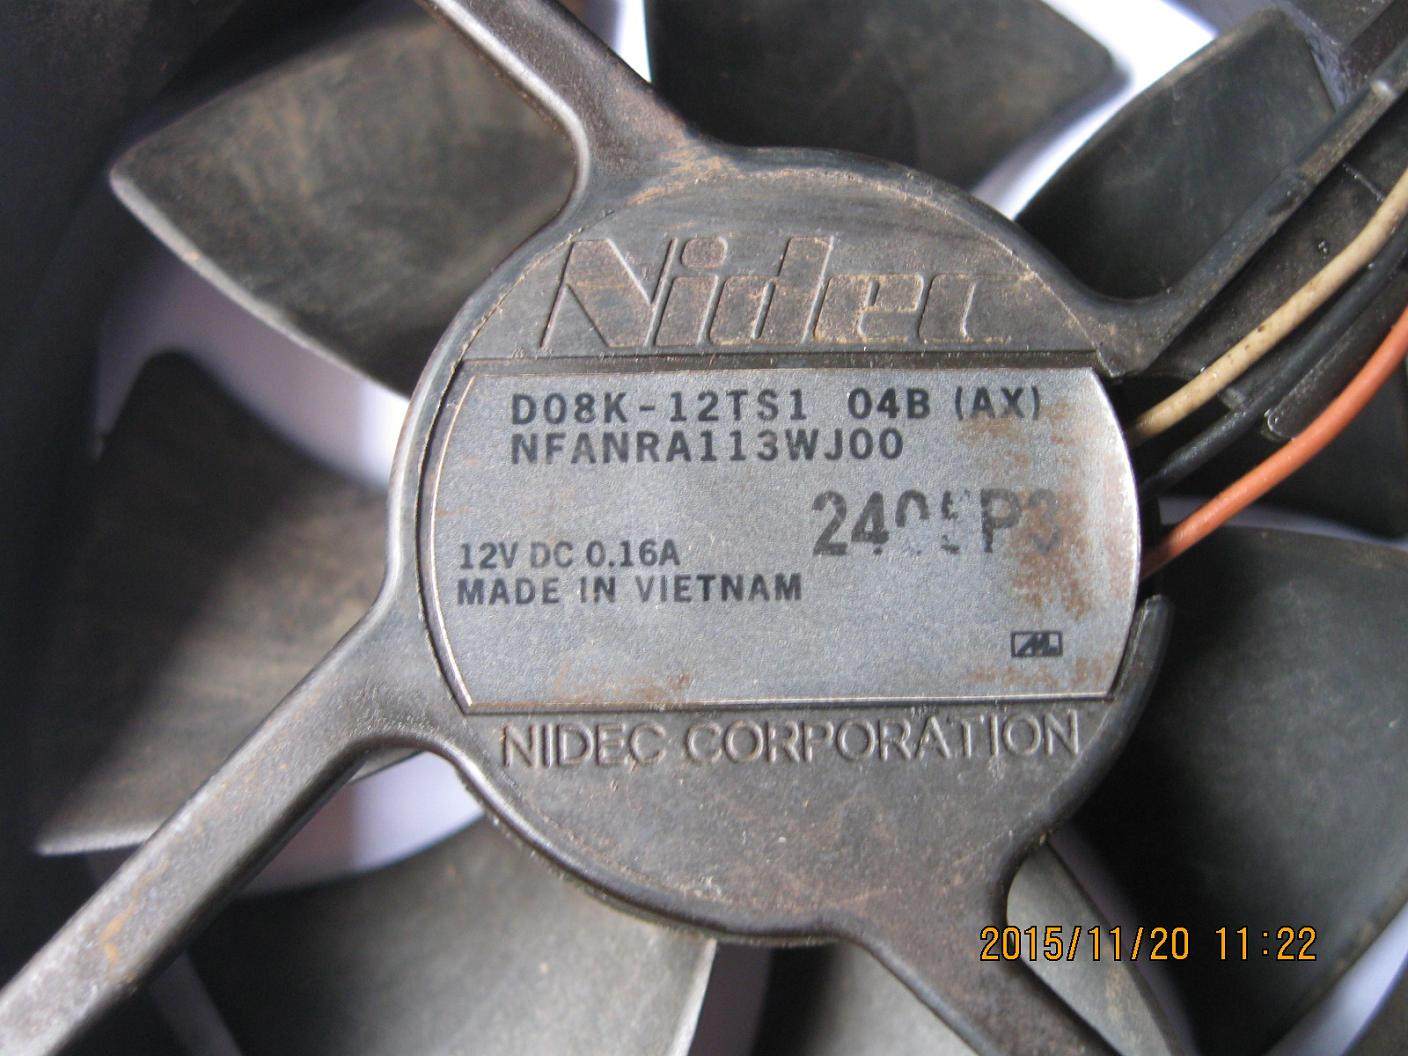 Nidec
D08K-12TS1 04B (AX)
NFANRA113WJ00
12V DC 0.16A
MADE IN VIETNAM
NIDEC CORPORATION
2015/11/20 11:22